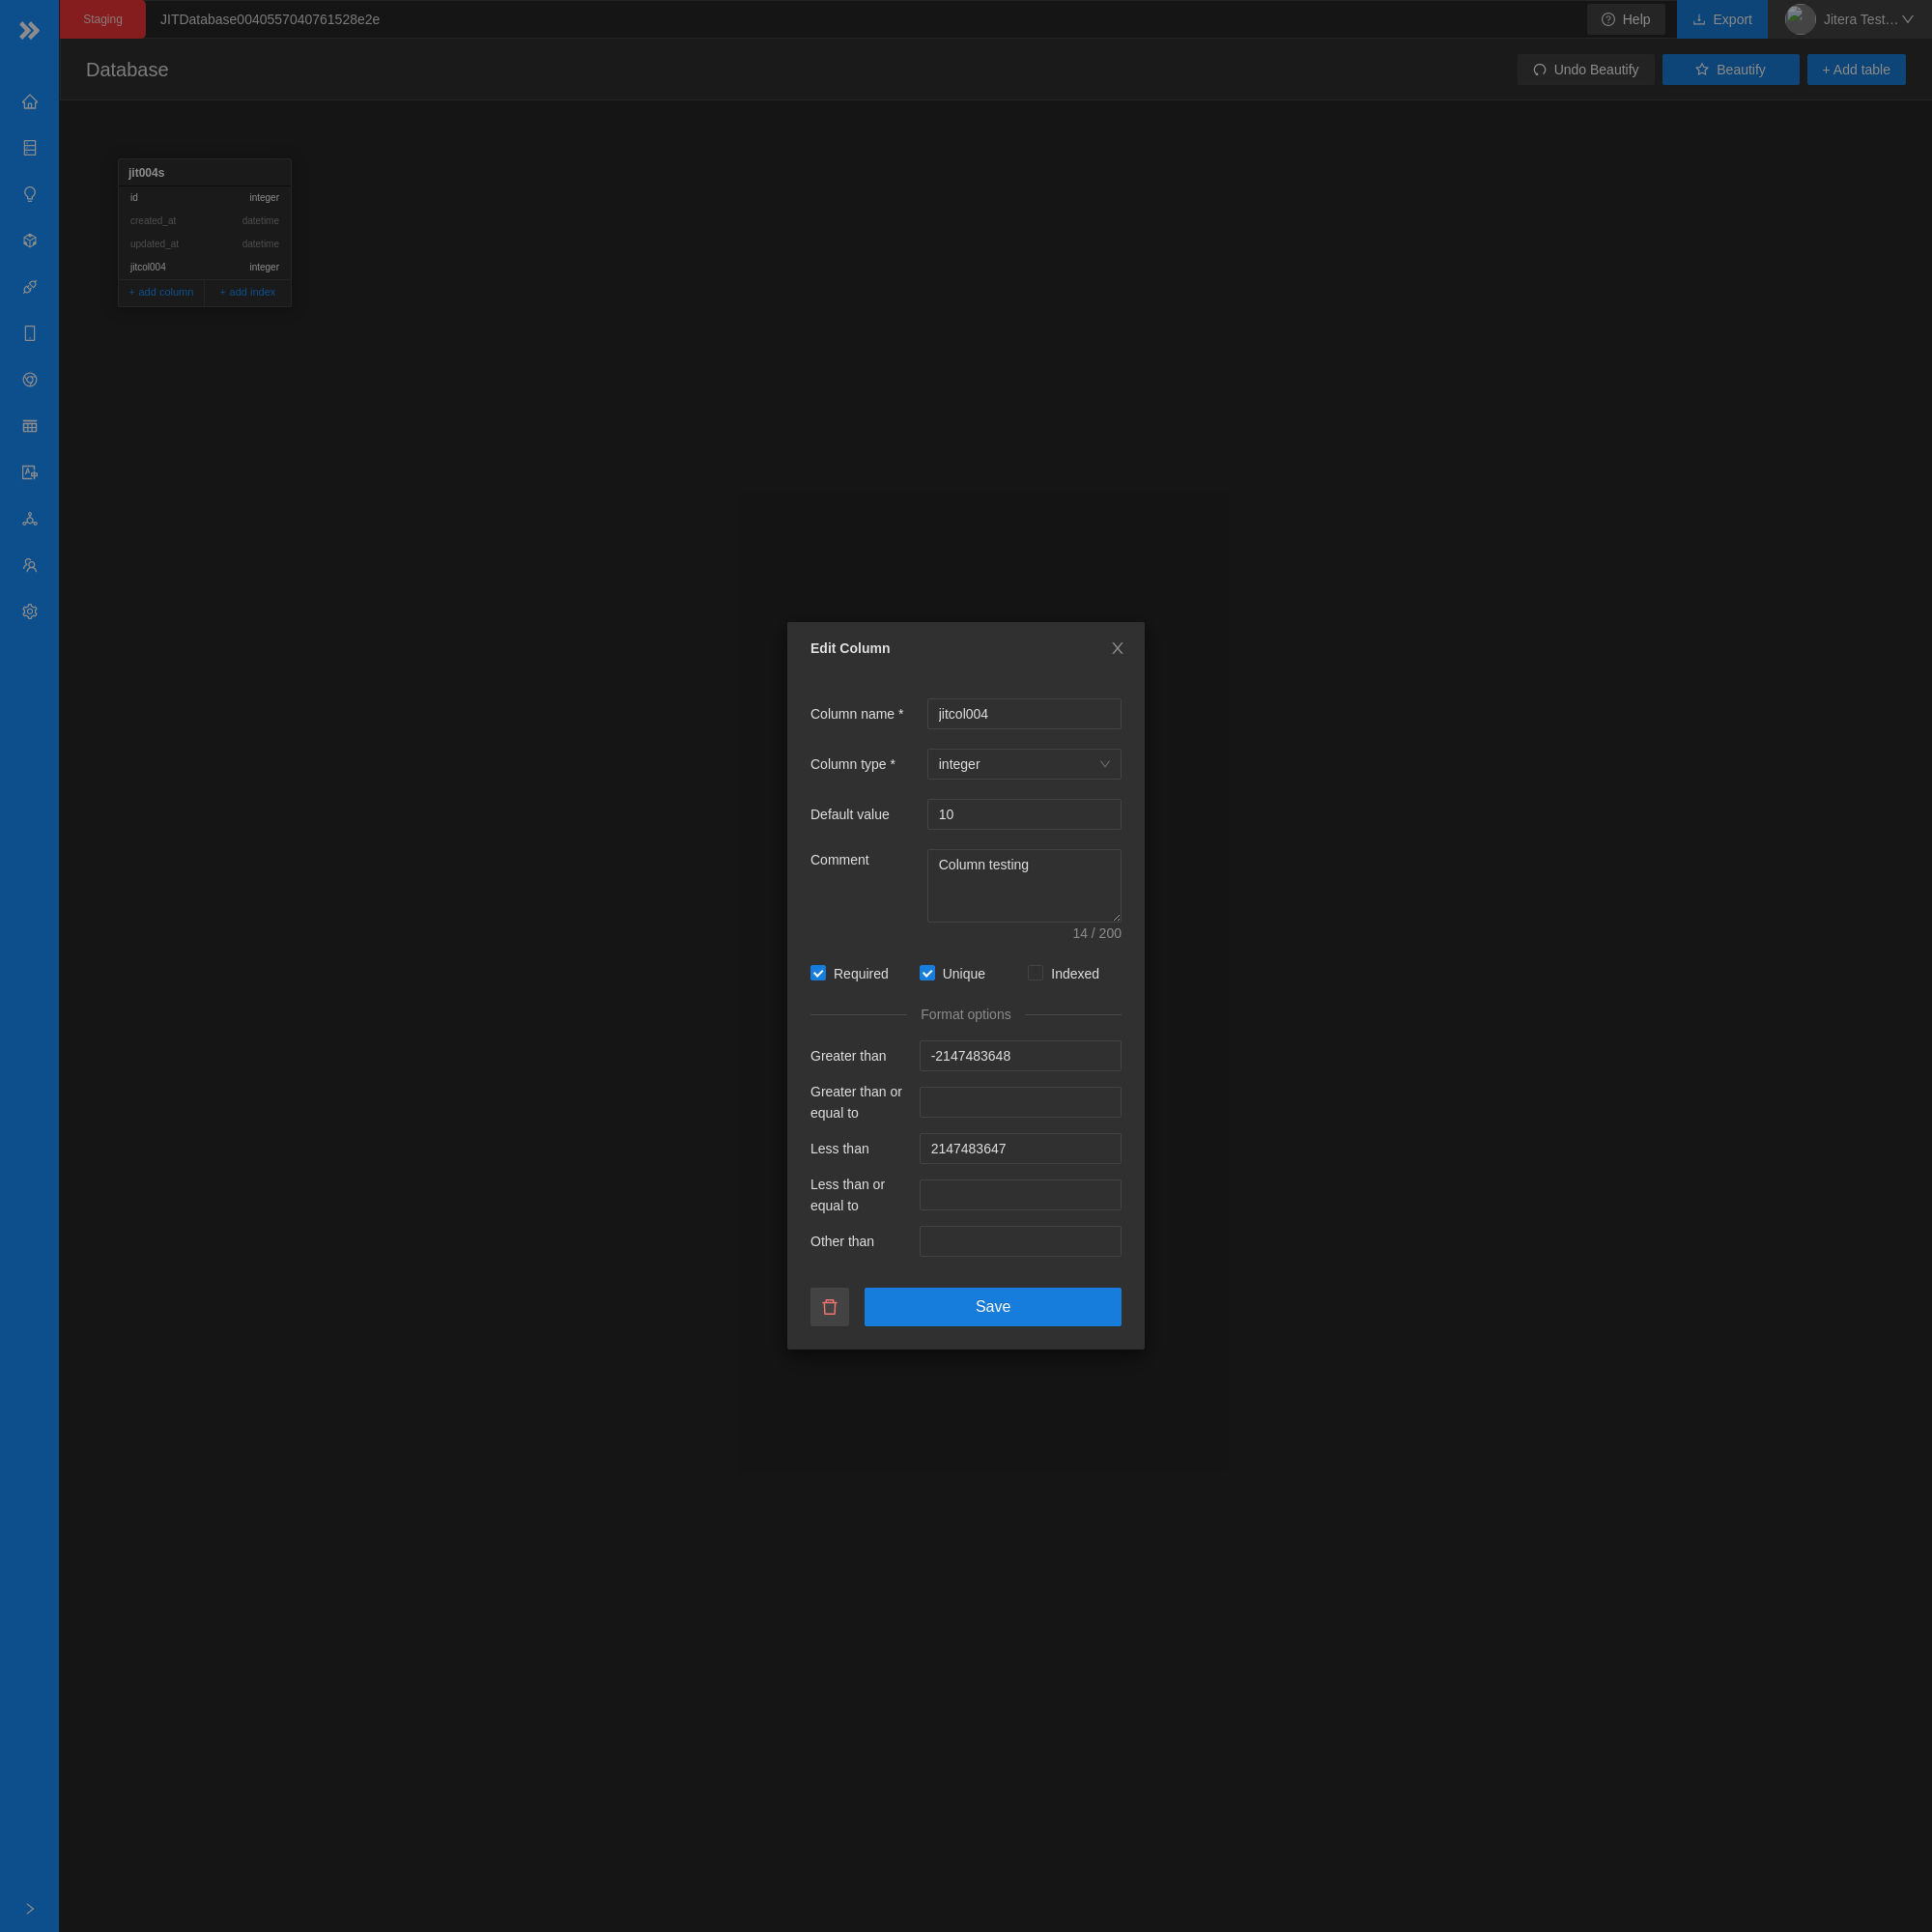 Staging JITDatabase0040557040761528e2e Help Export Jitera Test…
Database Undo Beautify Beautify + Add table
jit004s
id integer
created_at datetime
updated_at datetime
jitcol004 integer
+ add column + add index
Edit Column
Column name * jitcol004
Column type * integer
Default value 10
Comment Column testing
14 / 200
Required Unique Indexed
Format options
Greater than -2147483648
Greater than or
equal to
Less than 2147483647
Less than or
equal to
Other than
Save